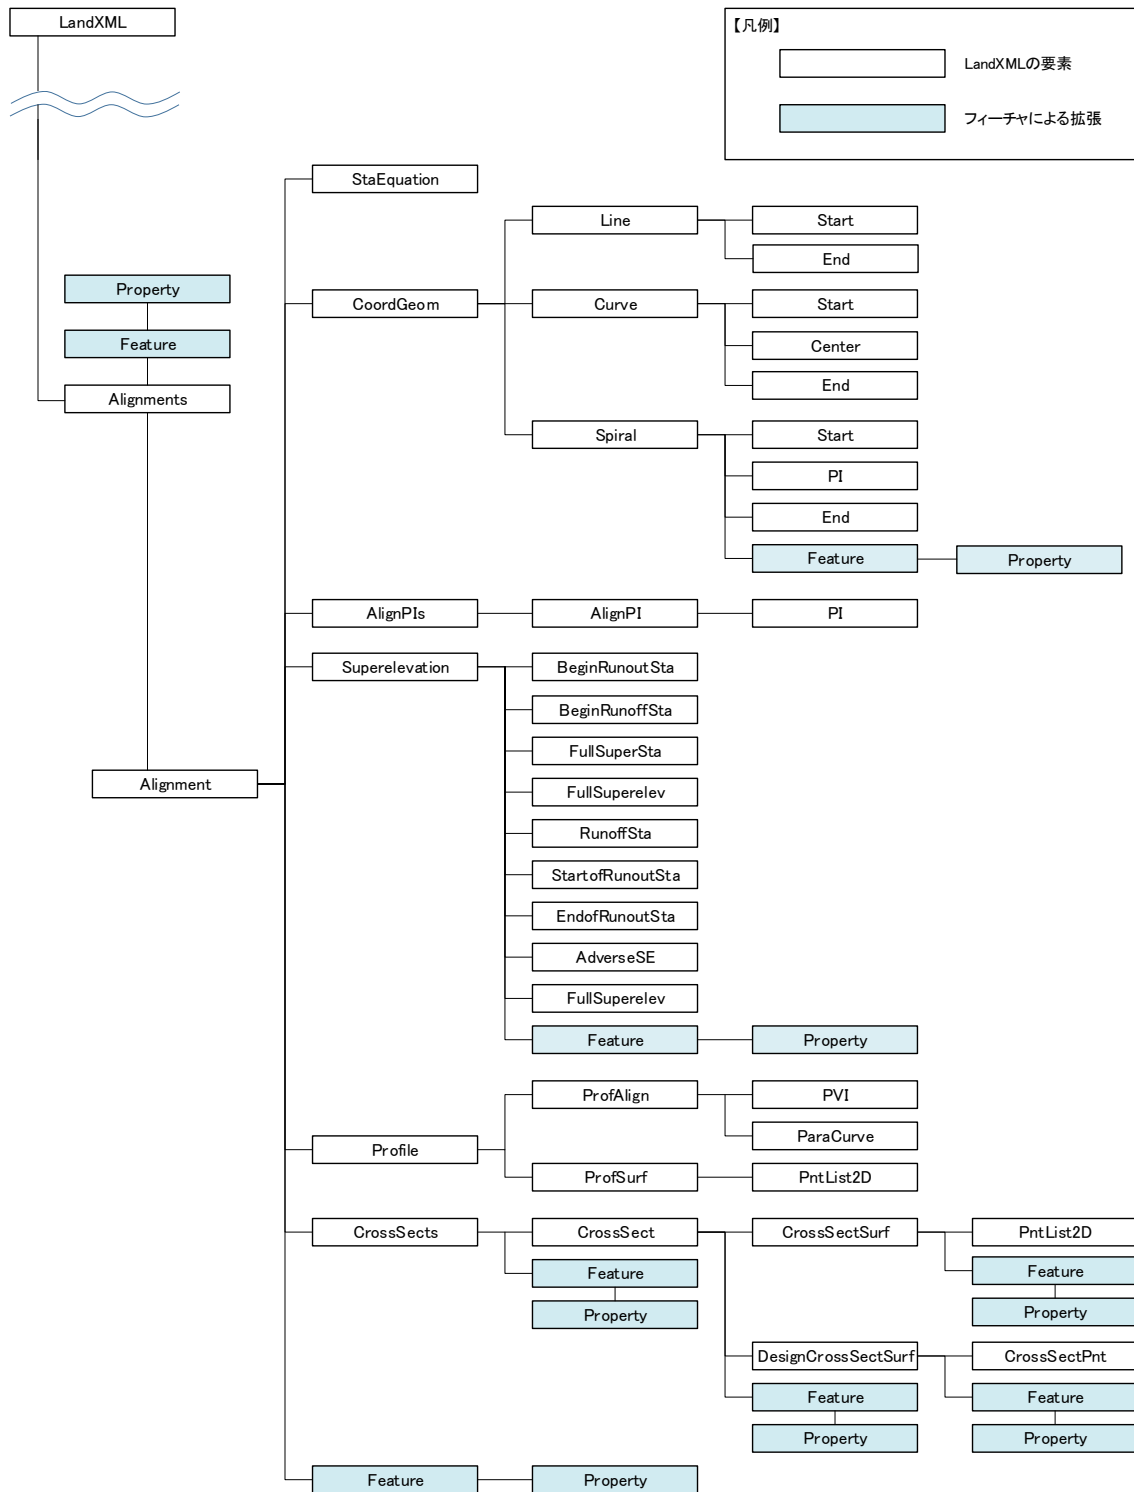 LandXML
【凡例】
LandXMLの要素
フィーチャによる拡張
StaEquation
Line
Start
End
Property
CoordGeom
Curve
Start
Feature
Center
Alignments
End
Spiral
Start
PI
End
Feature
Property
AlignPIs
AlignPI
PI
Superelevation
BeginRunoutSta
BeginRunoffSta
FullSuperSta
Alignment
FullSuperelev
RunoffSta
StartofRunoutSta
EndofRunoutSta
AdverseSE
FullSuperelev
Feature
Property
ProfAlign
PVI
ParaCurve
Profile
ProfSurf
PntList2D
CrossSects
CrossSect
CrossSectSurf
PntList2D
Feature
Feature
Property
Property
DesignCrossSectSurf
CrossSectPnt
Feature
Feature
Property
Property
Feature
Property